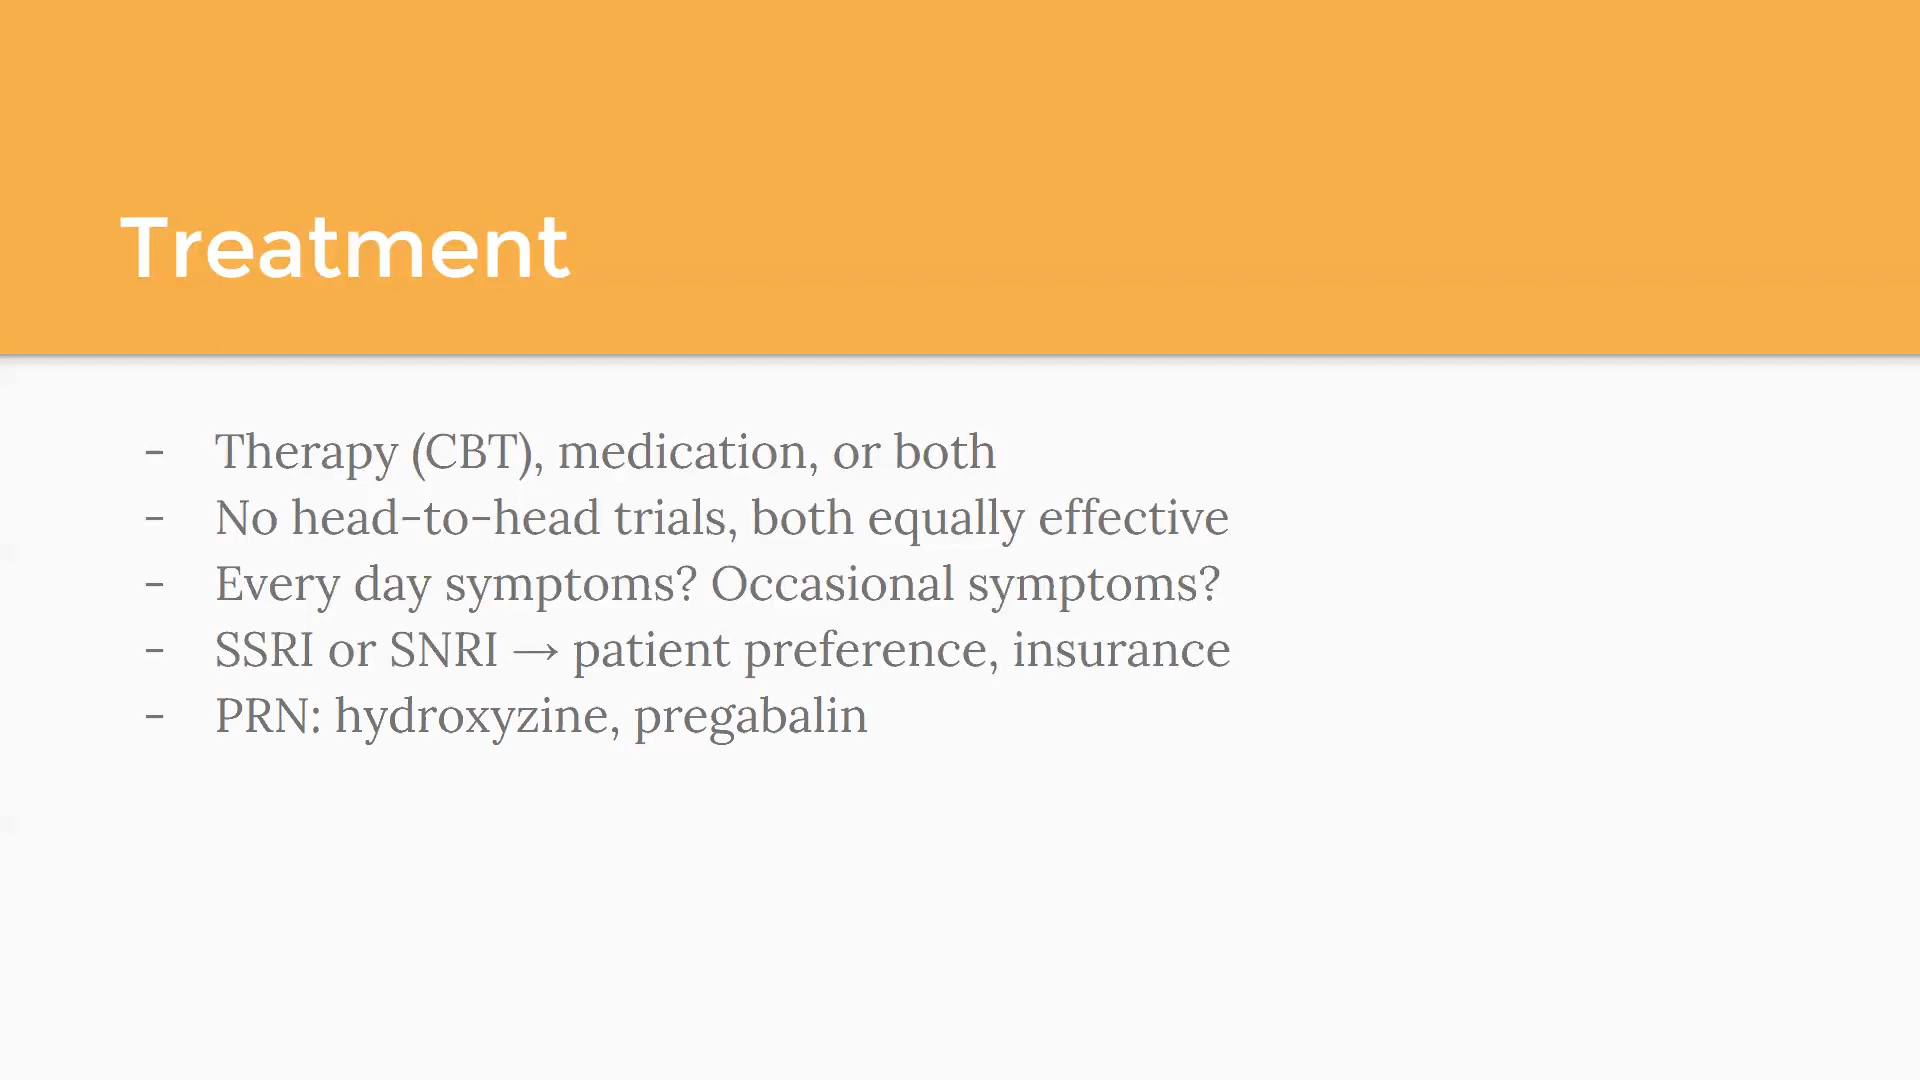 Treatment
- Therapy (CBT), medication, or both
- No head-to-head trials, both equally effective
- Every day symptoms? Occasional symptoms?
- SSRI or SNRI → patient preference, insurance
- PRN: hydroxyzine, pregabalin